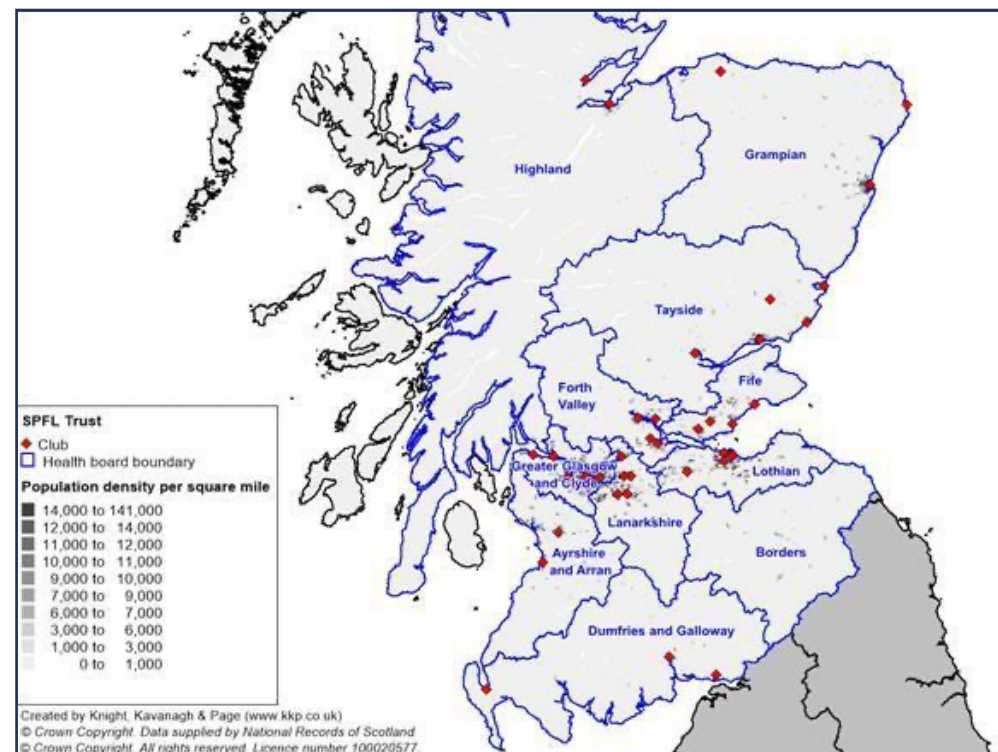 Highland
Grampian
Tayside
Fife
Forth
Valley
Greater Glasgow
and Clyde
Lothian
Lanarkshire
Ayrshire
and Arran
Borders
Dumfries and Galloway
SPFL Trust
Club
Health board boundary
Population density per square mile
14,000 to 141,000
12,000 to 14,000
11,000 to 12,000
10,000 to 11,000
9,000 to 10,000
7,000 to 9,000
6,000 to 7,000
3,000 to 6,000
1,000 to 3,000
0 to 1,000
Created by Knight, Kavanagh & Page (www.kkp.co.uk)
© Crown Copyright. Data supplied by National Records of Scotland
© Crown Copyright. All rights reserved. Licence number 100020577.